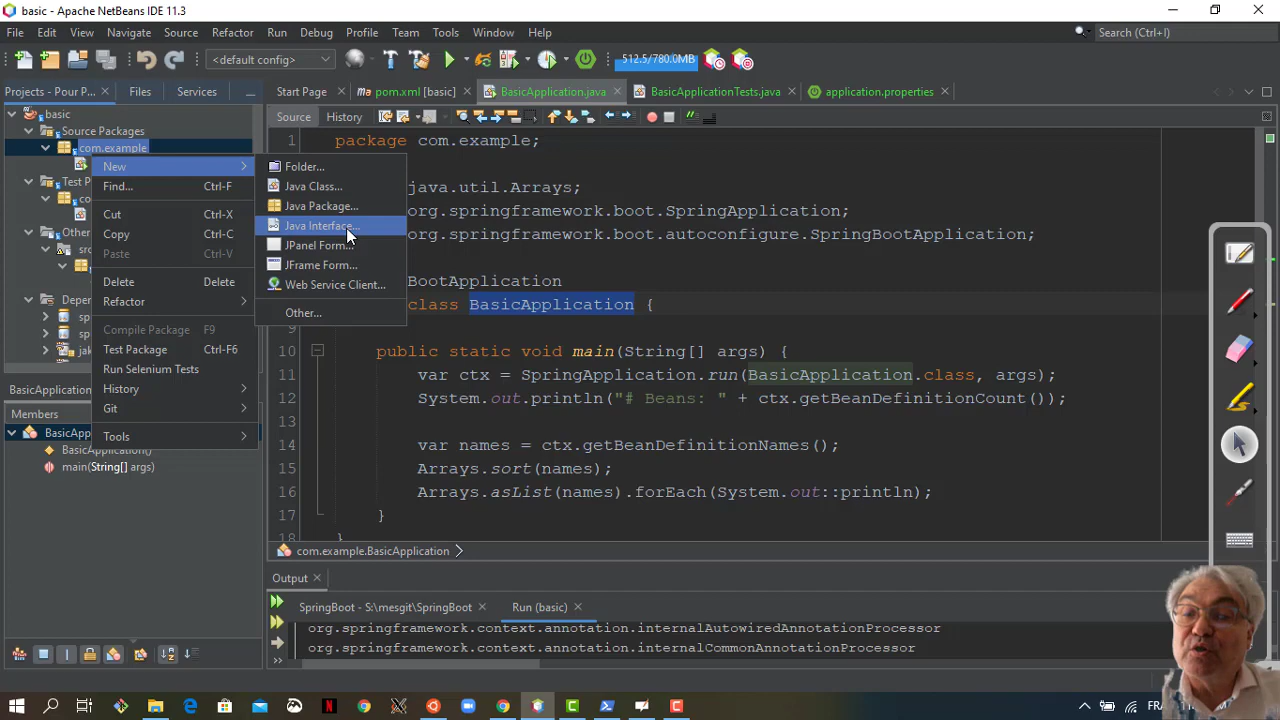 basic - Apache NetBeans IDE 11.3
File Edit View Navigate Source Refactor Run Debug Profile Team Tools Window Help
Search (Ctrl+I)
<default config>
512.5/780.0MB
Projects - Pour P...
Files
Services
Start Page
pom.xml [basic]
BasicApplication.java
BasicApplicationTests.java
application.properties
basic
Source Packages
com.example
Test P
co
Other
src
Depe
sp
sp
jak
New
Find... Ctrl-F
Cut Ctrl-X
Copy Ctrl-C
Paste Ctrl-V
Delete Delete
Refactor
Compile Package F9
Test Package Ctrl-F6
Run Selenium Tests
History
Git
Tools
Folder...
Java Class...
Java Package...
Java Interface...
JPanel Form...
JFrame Form...
Web Service Client...
Other...
Source History
1 package com.example;
java.util.Arrays;
org.springframework.boot.SpringApplication;
org.springframework.boot.autoconfigure.SpringBootApplication;
BootApplication
class BasicApplication {
9
10 public static void main(String[] args) {
11 var ctx = SpringApplication.run(BasicApplication.class, args);
12 System.out.println("# Beans: " + ctx.getBeanDefinitionCount());
13
14 var names = ctx.getBeanDefinitionNames();
15 Arrays.sort(names);
16 Arrays.asList(names).forEach(System.out::println);
17 }
18 }
com.example.BasicApplication
BasicApplication
Members
BasicApp
BasicApplication()
main(String[] args)
Output
SpringBoot - S:\mesgit\SpringBoot
Run (basic)
org.springframework.context.annotation.internalAutowiredAnnotationProcessor
org.springframework.context.annotation.internalCommonAnnotationProcessor
FRA